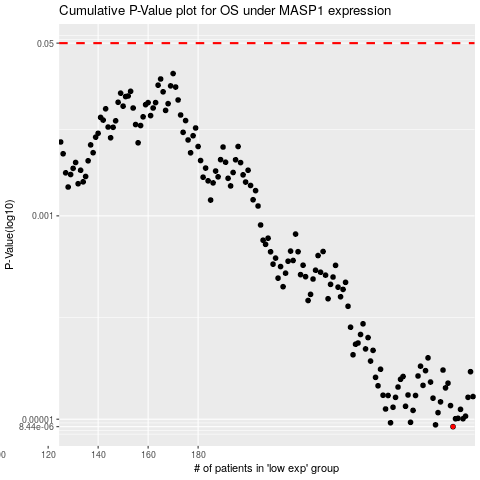 Cumulative P-Value plot for OS under MASP1 expression
0.05
0.001
0.00001
8.44e-06
P-Value(log10)
00 120 140 160 180
# of patients in 'low exp' group